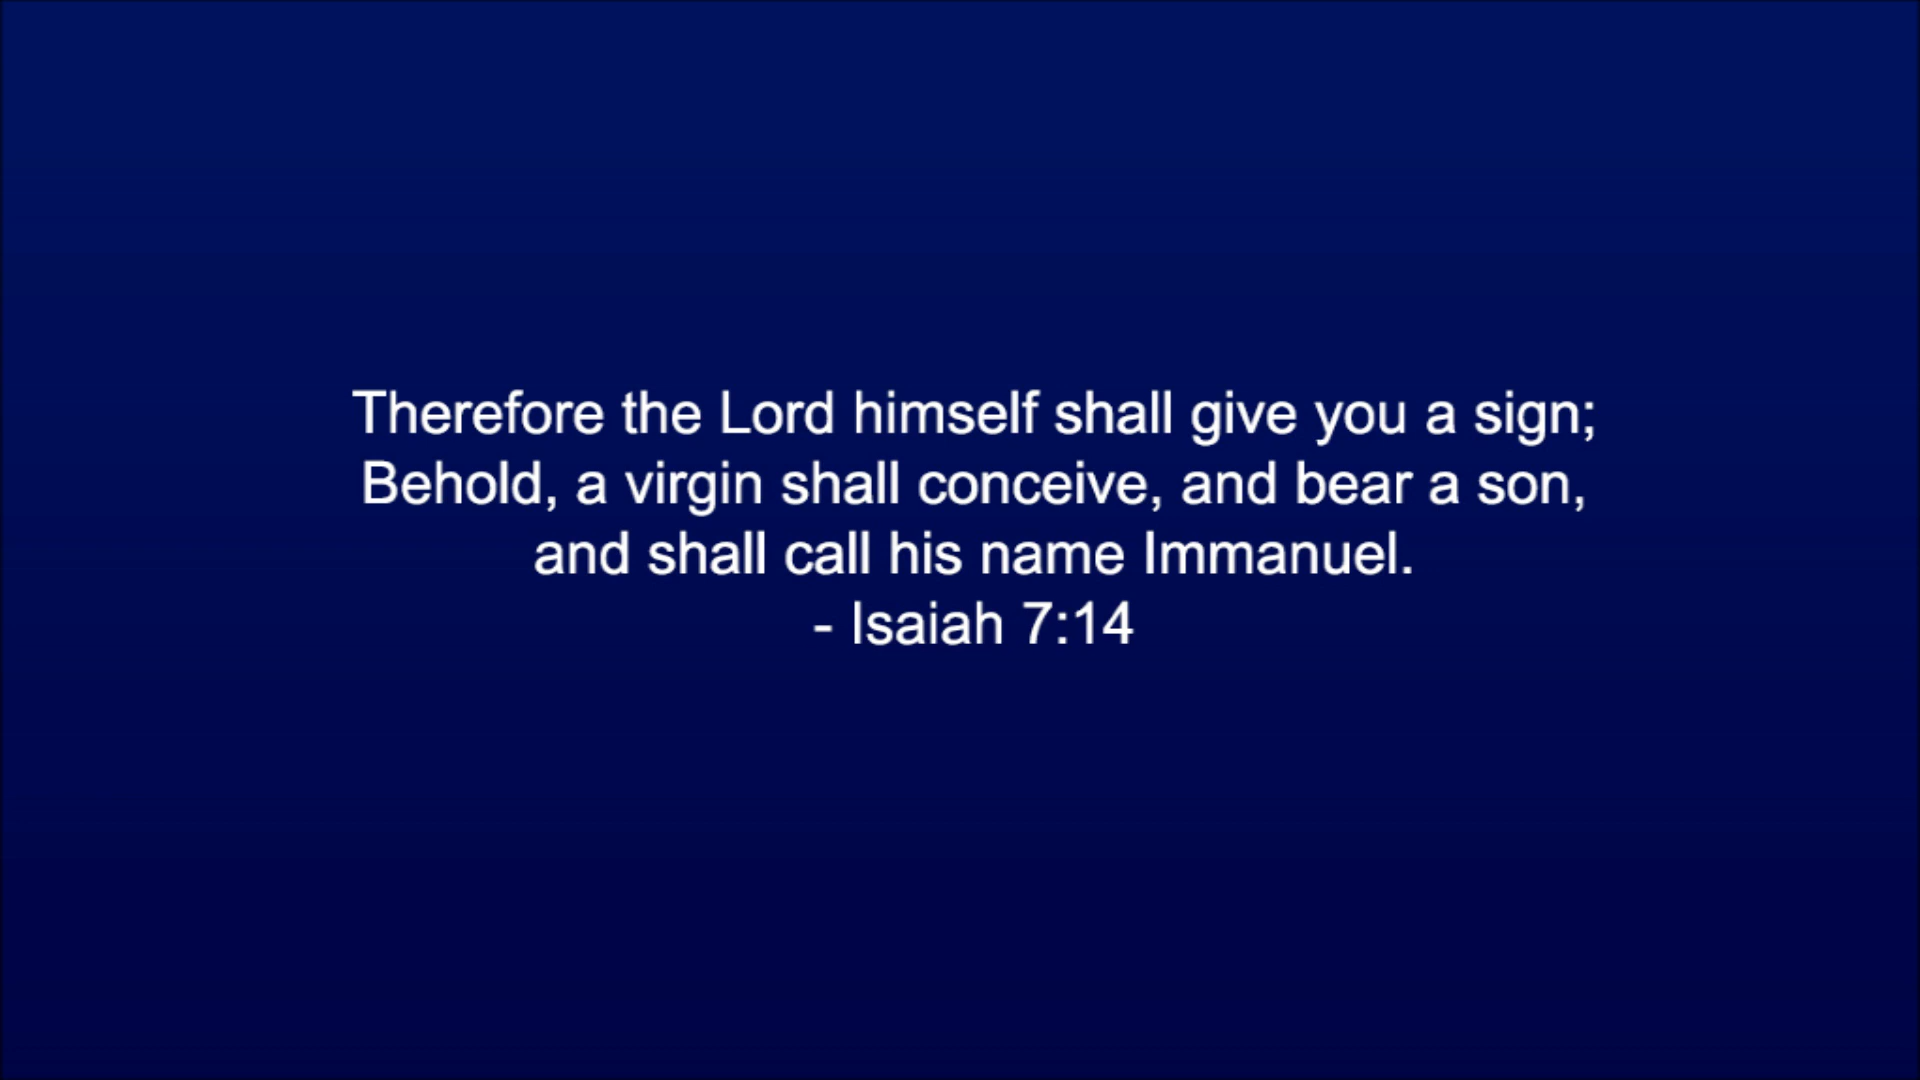 Therefore the Lord himself shall give you a sign;
Behold, a virgin shall conceive, and bear a son,
and shall call his name Immanuel.
- Isaiah 7:14